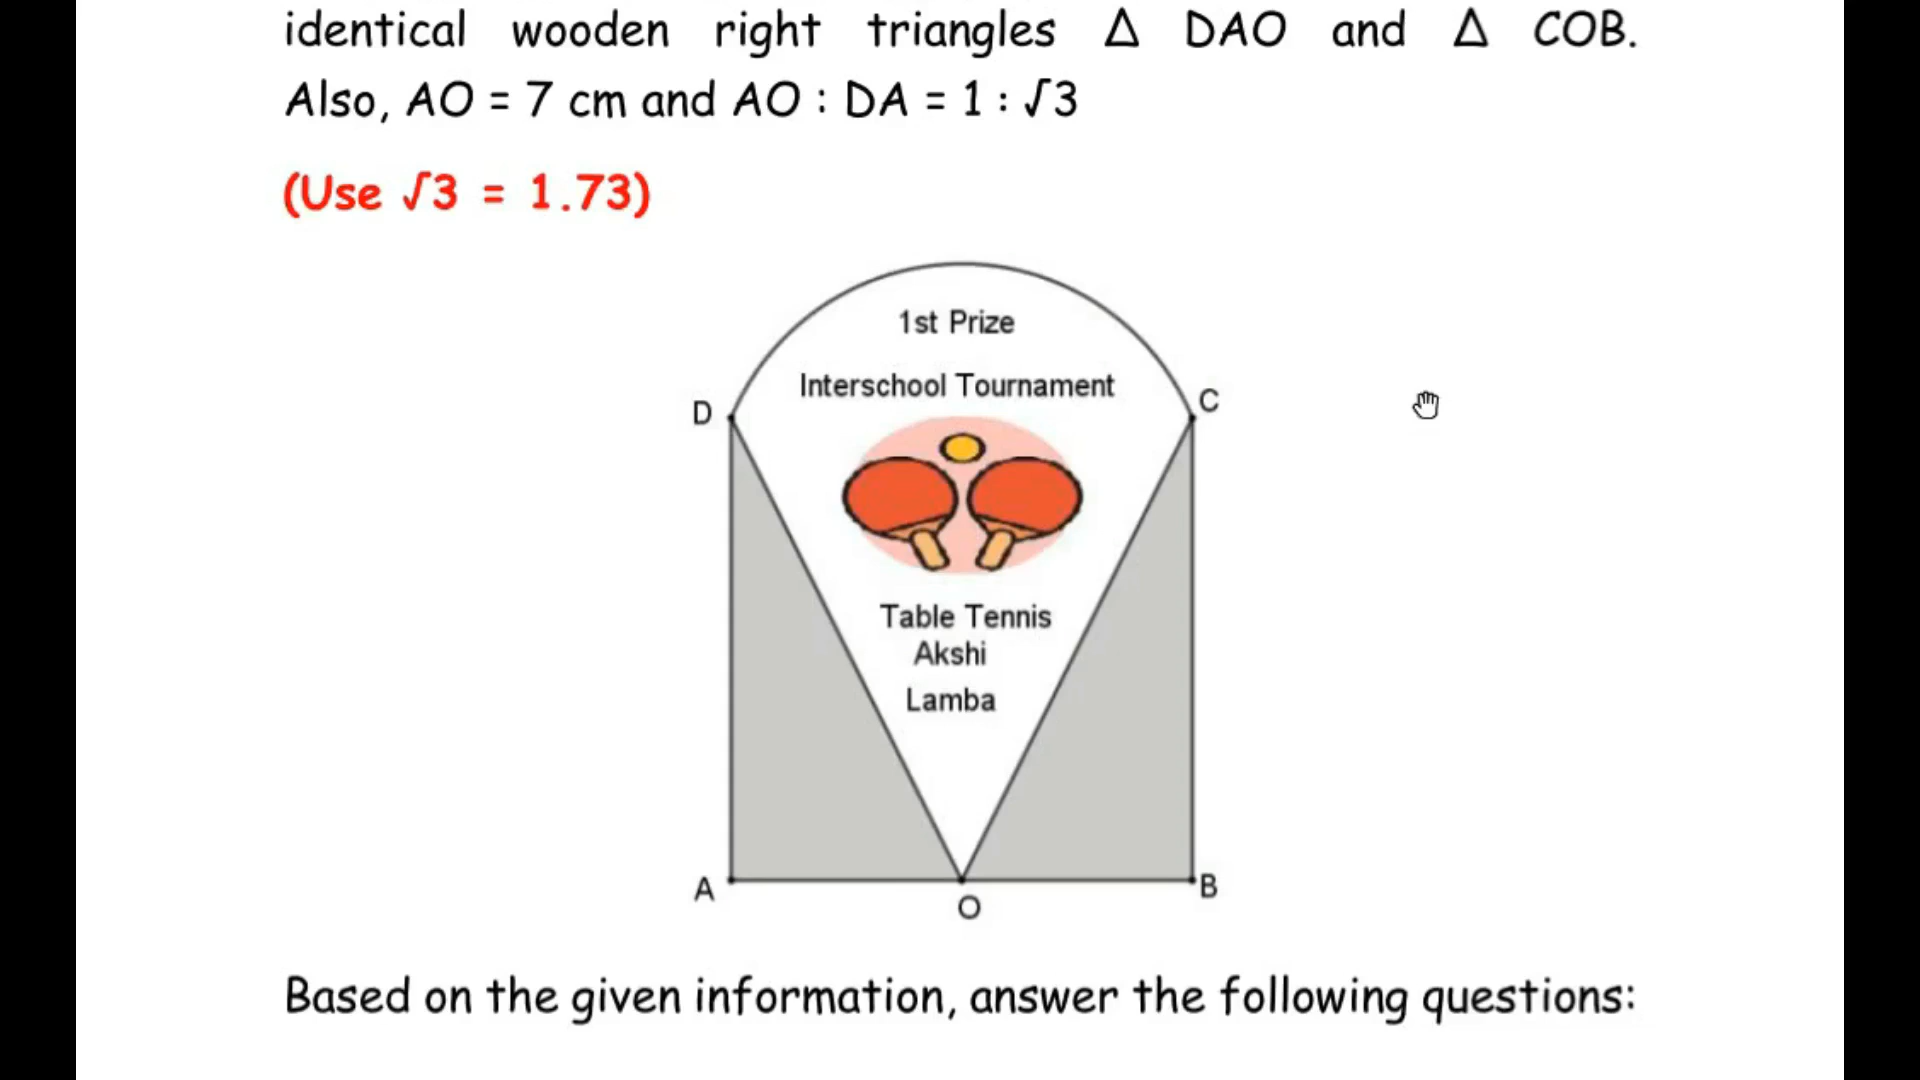 identical wooden right triangles Δ DAO and Δ COB.
Also, AO = 7 cm and AO : DA = 1 : √3
(Use √3 = 1.73)
1st Prize
Interschool Tournament
D
C
Table Tennis
Akshi
Lamba
A
B
O
Based on the given information, answer the following questions: